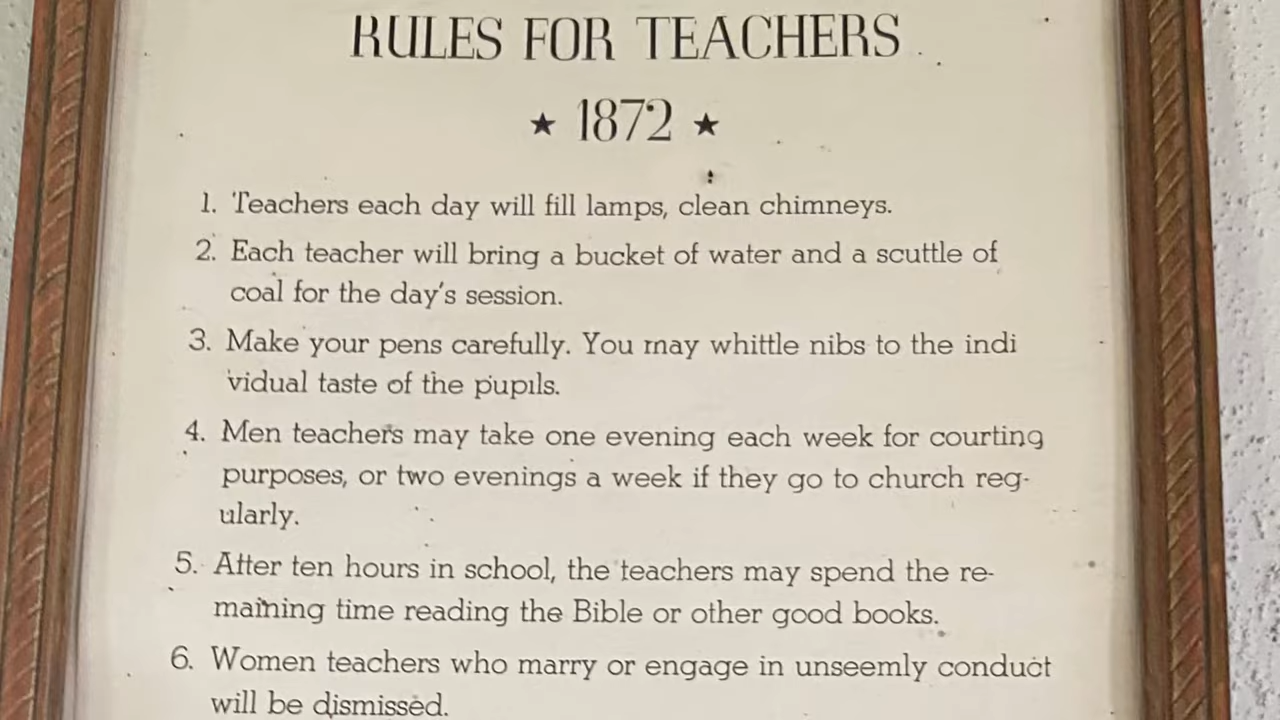 RULES FOR TEACHERS
★ 1872 ★
1. Teachers each day will fill lamps, clean chimneys.
2. Each teacher will bring a bucket of water and a scuttle of
coal for the day's session.
3. Make your pens carefully. You may whittle nibs to the indi
vidual taste of the pupils.
4. Men teachers may take one evening each week for courting
purposes, or two evenings a week if they go to church reg-
ularly.
5. After ten hours in school, the teachers may spend the re-
maining time reading the Bible or other good books.
6. Women teachers who marry or engage in unseemly conduct
will be dismissed.